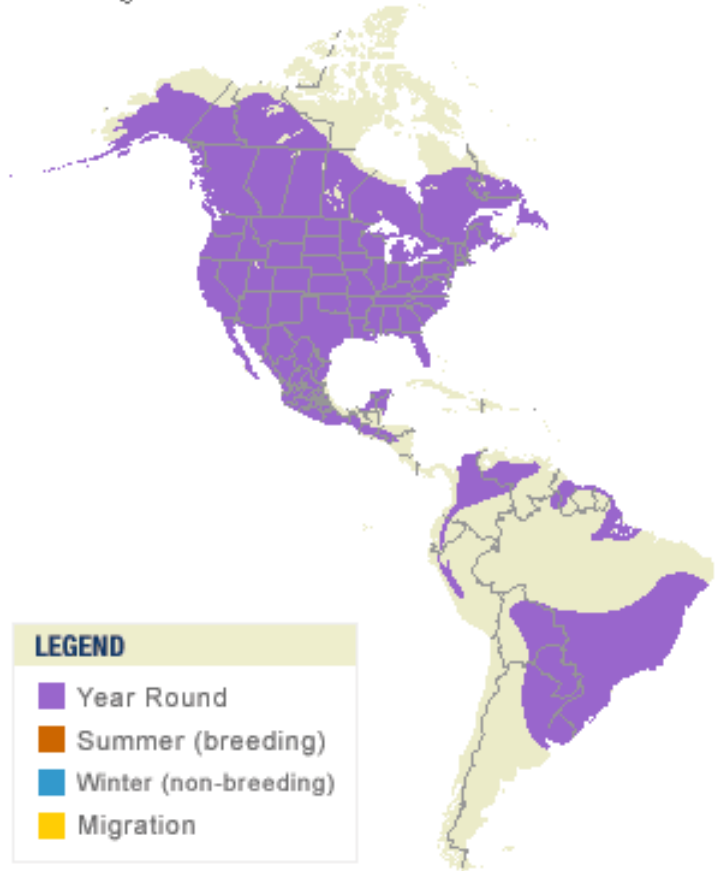 LEGEND
Year Round
Summer (breeding)
Winter (non-breeding)
Migration